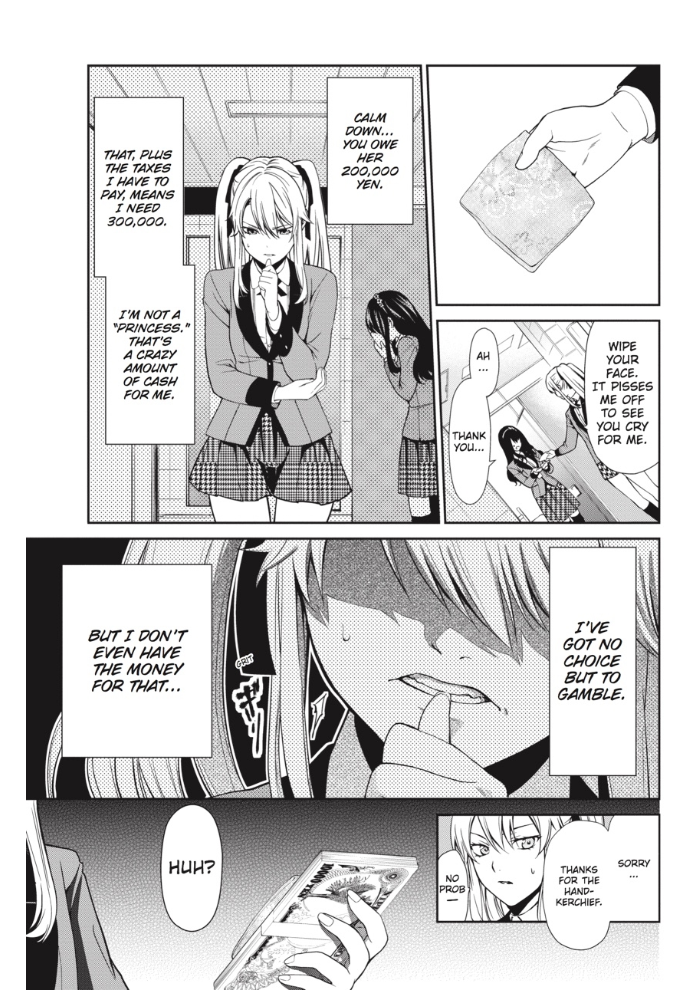 WIPE
YOUR
FACE.
IT PISSES
ME OFF
TO SEE
YOU CRY
FOR ME.
AH
...
THANK
YOU...
CALM
DOWN...
YOU OWE
HER
200,000
YEN.
THAT, PLUS
THE TAXES
I HAVE TO
PAY, MEANS
I NEED
300,000.
I'M NOT A
"PRINCESS."
THAT'S
A CRAZY
AMOUNT
OF CASH
FOR ME.
I'VE
GOT NO
CHOICE
BUT TO
GAMBLE.
GRIT
BUT I DON'T
EVEN HAVE
THE MONEY
FOR THAT...
SORRY
...
THANKS
FOR THE
HAND-
KERCHIEF.
NO
PROB
—
HUH?
10000